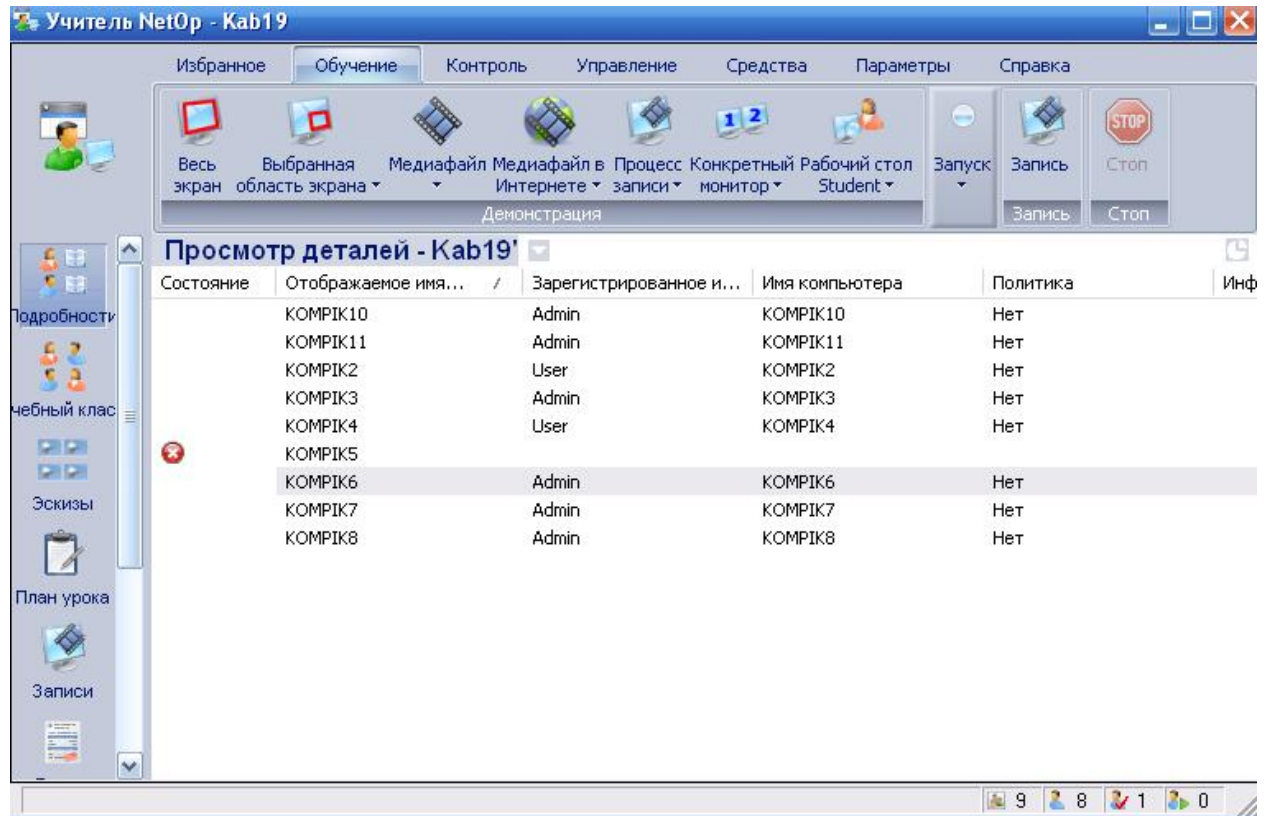 Учитель NetOp - Kab19
Избранное Обучение Контроль Управление Средства Параметры Справка
Весь Выбранная Медиафайл Медиафайл в Процесс Конкретный Рабочий стол Запуск Запись Стоп
экран область экрана Интернете записи монитор Student
Демонстрация Запись Стоп
Просмотр деталей - Kab19'
Состояние Отображаемое имя... Зарегистрированное и... Имя компьютера Политика Инф
KOMPIK10 Admin KOMPIK10 Нет
KOMPIK11 Admin KOMPIK11 Нет
KOMPIK2 User KOMPIK2 Нет
KOMPIK3 Admin KOMPIK3 Нет
KOMPIK4 User KOMPIK4 Нет
KOMPIK5
KOMPIK6 Admin KOMPIK6 Нет
KOMPIK7 Admin KOMPIK7 Нет
KOMPIK8 Admin KOMPIK8 Нет
Подробности
чебный клас
Эскизы
План урока
Записи
9 8 1 0